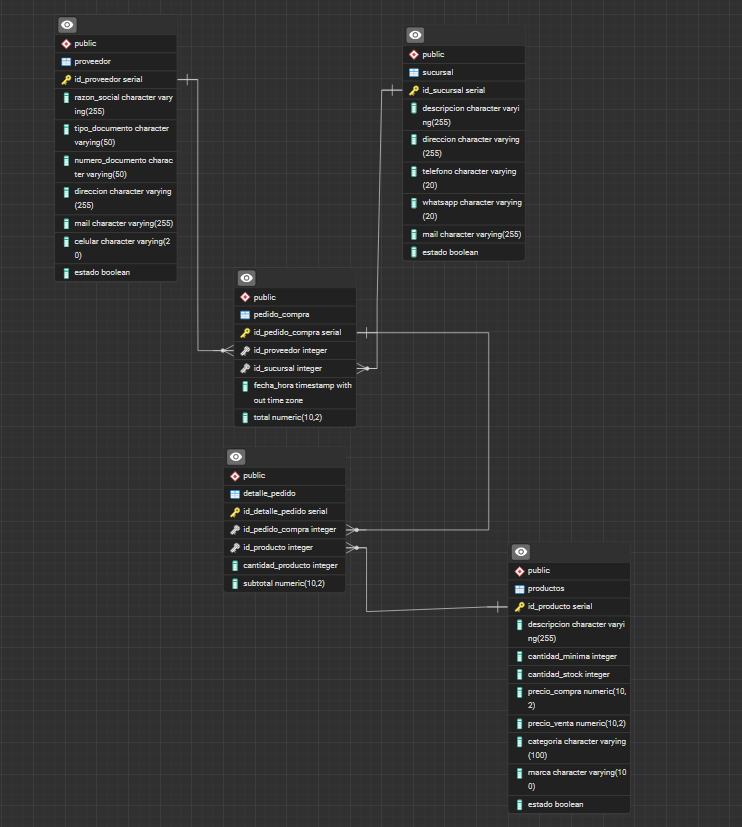 public
proveedor
id_proveedor serial
razon_social character vary
ing(255)
tipo_documento character
varying(50)
numero_documento charac
ter varying(50)
direccion character varying
(255)
mail character varying(255)
celular character varying(2
0)
estado boolean
public
sucursal
id_sucursal serial
descripcion character varyi
ng(255)
direccion character varying
(255)
telefono character varying
(20)
whatsapp character varying
(20)
mail character varying(255)
estado boolean
public
pedido_compra
id_pedido_compra serial
id_proveedor integer
id_sucursal integer
fecha_hora timestamp with
out time zone
total numeric(10,2)
public
detalle_pedido
id_detalle_pedido serial
id_pedido_compra integer
id_producto integer
cantidad_producto integer
subtotal numeric(10,2)
public
productos
id_producto serial
descripcion character varyi
ng(255)
cantidad_minima integer
cantidad_stock integer
precio_compra numeric(10,
2)
precio_venta numeric(10,2)
categoria character varying
(100)
marca character varying(10
0)
estado boolean